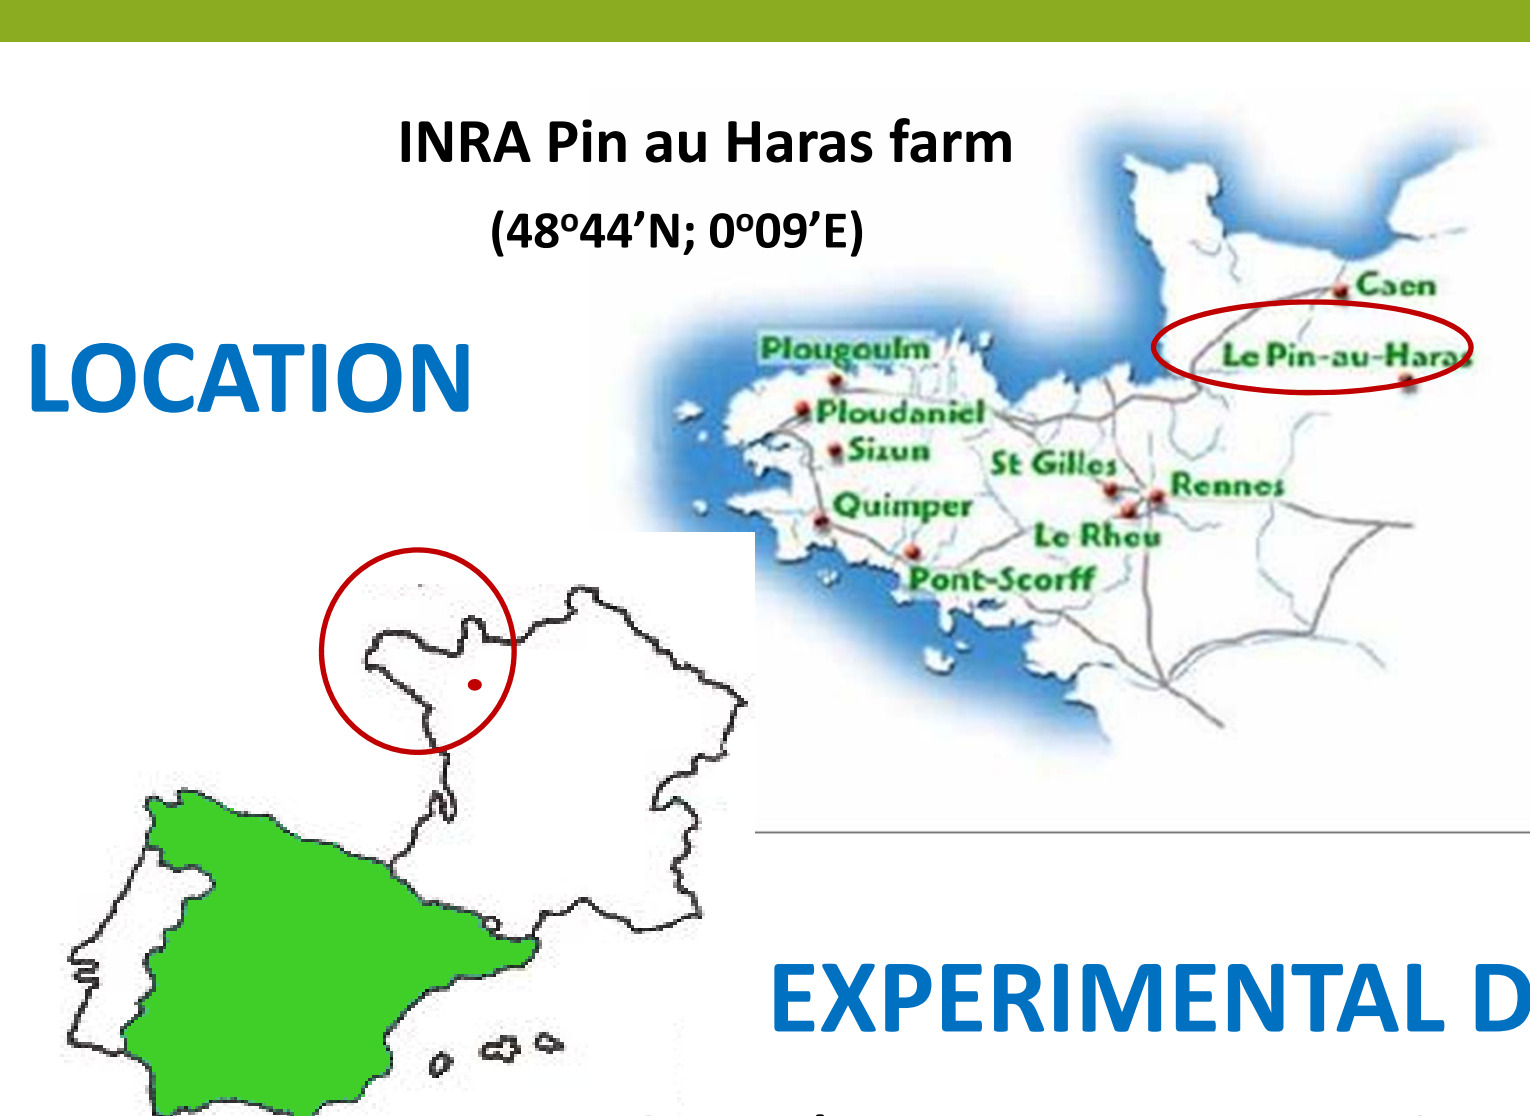 INRA Pin au Haras farm
(48º44’N; 0º09’E)
LOCATION
Caen
Le Pin-au-Haras
Plougoulm
Ploudaniel
Sizun
St Gilles
Rennes
Quimper
Le Rheu
Pont-Scorff
EXPERIMENTAL D